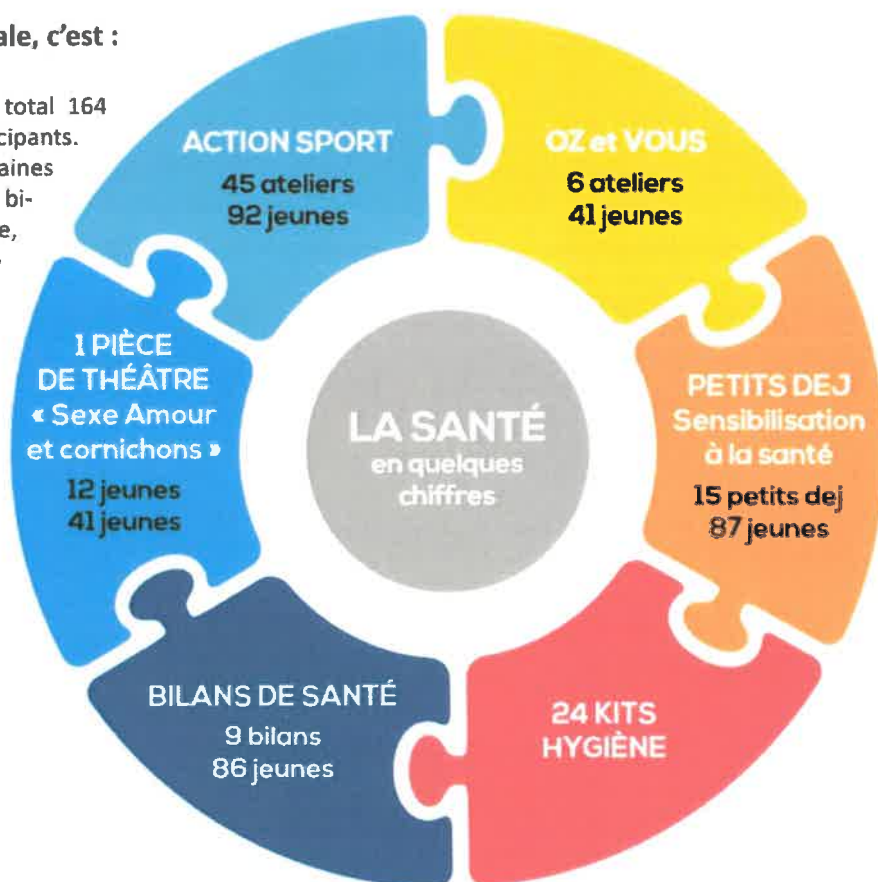 ale, c'est :
total 164
cipants.
aines
bi-
e,
ACTION SPORT
45 ateliers
92 jeunes
OZ et VOUS
6 ateliers
41 jeunes
PETITS DEJ
Sensibilisation
à la santé
15 petits dej
87 jeunes
24 KITS
HYGIÈNE
BILANS DE SANTÉ
9 bilans
86 jeunes
1 PIÈCE
DE THÉÂTRE
« Sexe Amour
et cornichons »
12 jeunes
41 jeunes
LA SANTÉ
en quelques
chiffres